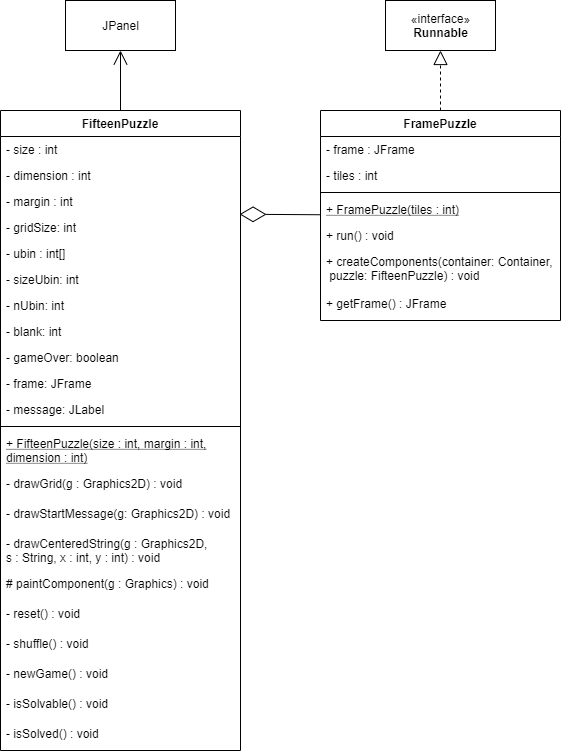 JPanel
«interface»
Runnable
FifteenPuzzle
- size : int
- dimension : int
- margin : int
- gridSize: int
- ubin : int[]
- sizeUbin: int
- nUbin: int
- blank: int
- gameOver: boolean
- frame: JFrame
- message: JLabel
+ FifteenPuzzle(size : int, margin : int,
dimension : int)
- drawGrid(g : Graphics2D) : void
- drawStartMessage(g: Graphics2D) : void
- drawCenteredString(g : Graphics2D,
s : String, x : int, y : int) : void
# paintComponent(g : Graphics) : void
- reset() : void
- shuffle() : void
- newGame() : void
- isSolvable() : void
- isSolved() : void
FramePuzzle
- frame : JFrame
- tiles : int
+ FramePuzzle(tiles : int)
+ run() : void
+ createComponents(container: Container,
puzzle: FifteenPuzzle) : void
+ getFrame() : JFrame